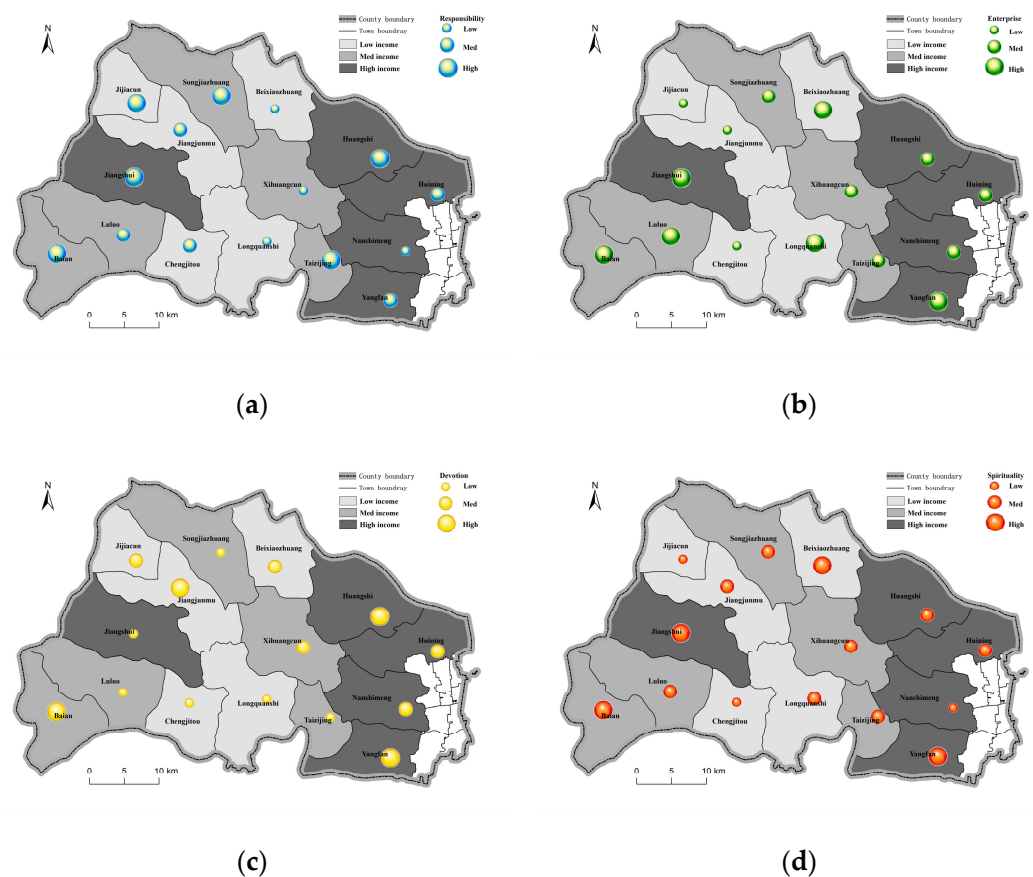 N
County boundary
Town boundray
Low income
Med income
High income
Responsibility
Low
Med
High
Jijiacun
Songjiazhuang
Beixiaozhuang
Jiangjunmu
Huangshi
Jiangshui
Xihuangcun
Huining
Luluo
Baian
Chengjitou
Longquanshi
Nanshimeng
Taizijing
Yangfan
0 5 10 km
(a)
N
County boundary
Town boundray
Low income
Med income
High income
Enterprise
Low
Med
High
Jijiacun
Songjiazhuang
Beixiaozhuang
Jiangjunmu
Huangshi
Jiangshui
Xihuangcun
Huining
Luluo
Baian
Chengjitou
Longquanshi
Nanshimeng
Taizijing
Yangfan
0 5 10 km
(b)
N
County boundary
Town boundray
Low income
Med income
High income
Devotion
Low
Med
High
Jijiacun
Songjiazhuang
Beixiaozhuang
Jiangjunmu
Huangshi
Jiangshui
Xihuangcun
Huining
Luluo
Baian
Chengjitou
Longquanshi
Nanshimeng
Taizijing
Yangfan
0 5 10 km
(c)
N
County boundary
Town boundray
Low income
Med income
High income
Spirituality
Low
Med
High
Jijiacun
Songjiazhuang
Beixiaozhuang
Jiangjunmu
Huangshi
Jiangshui
Xihuangcun
Huining
Luluo
Baian
Chengjitou
Longquanshi
Nanshimeng
Taizijing
Yangfan
0 5 10 km
(d)